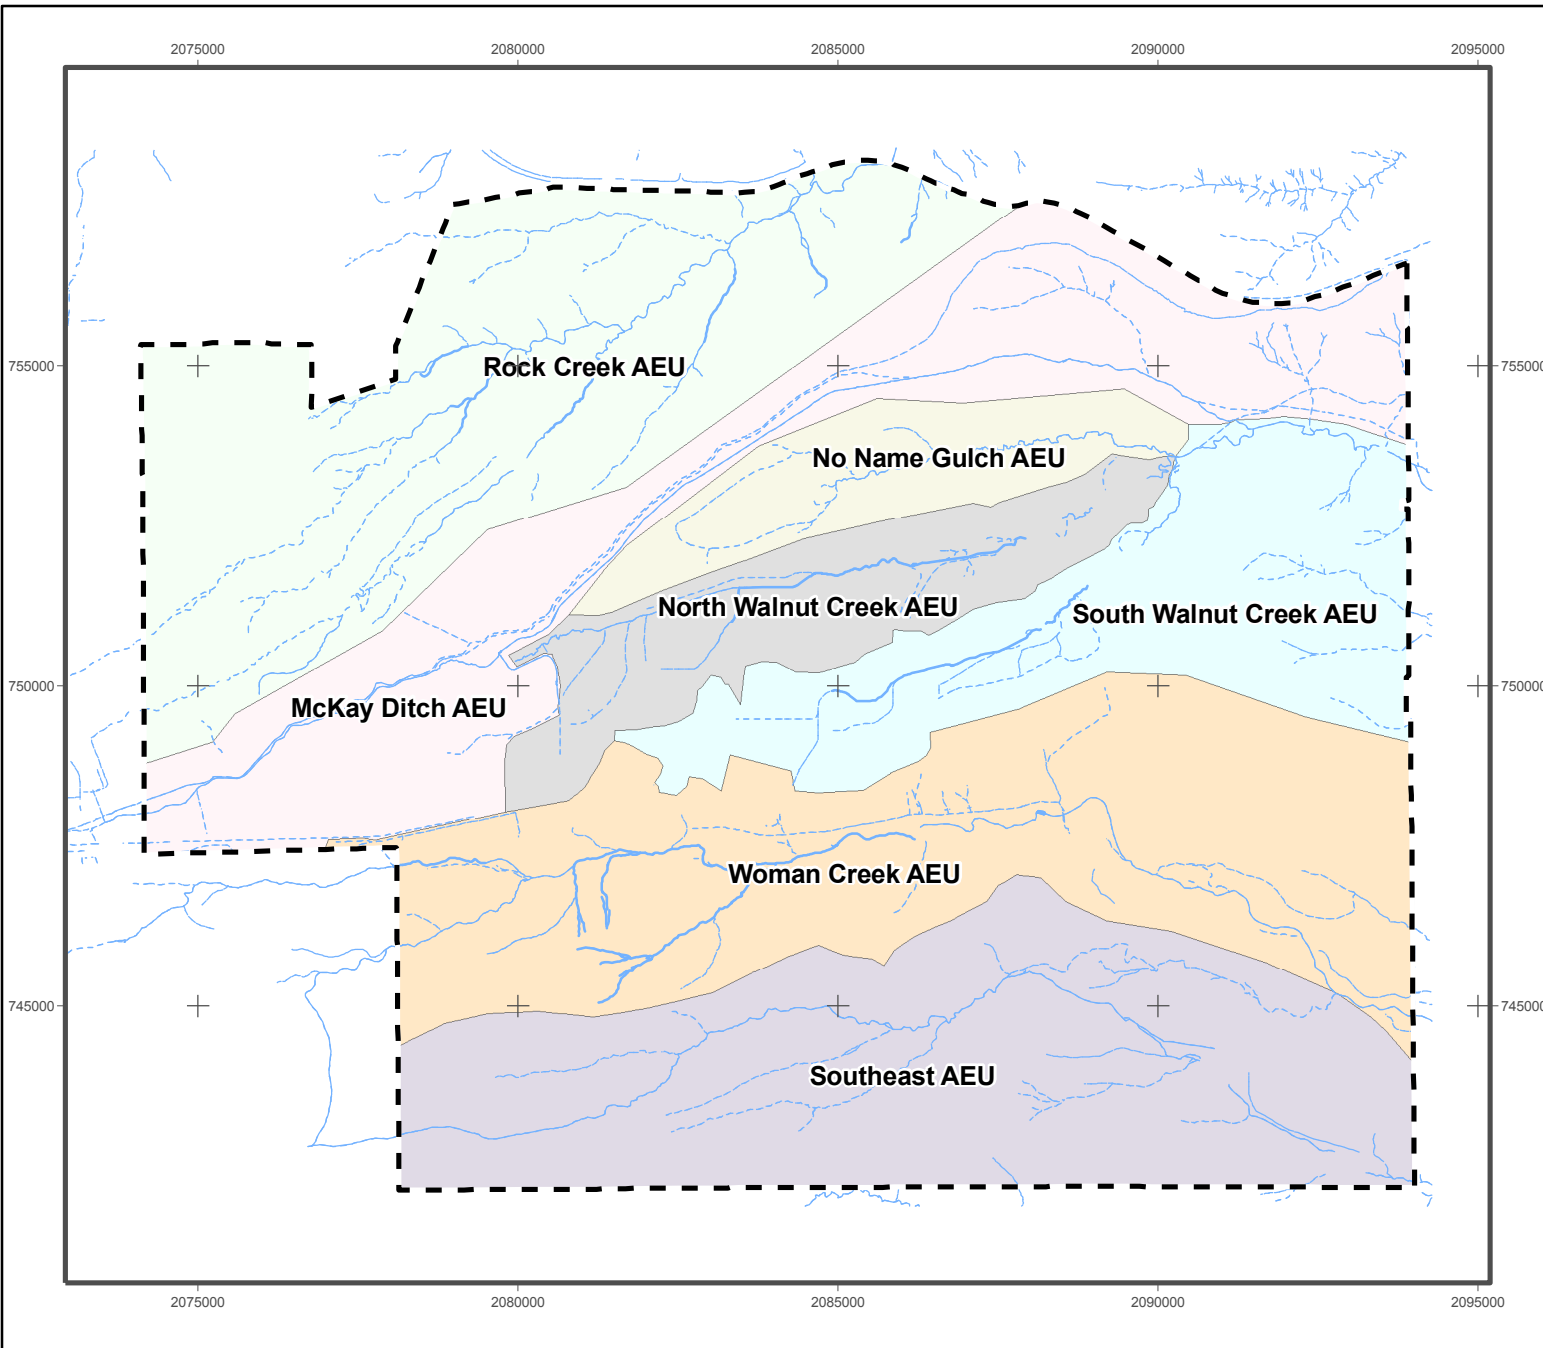 2075000 2080000 2085000 2090000 2095000
755000 Rock Creek AEU 755000
No Name Gulch AEU
North Walnut Creek AEU
South Walnut Creek AEU
750000 750000
McKay Ditch AEU
Woman Creek AEU
745000 745000
Southeast AEU
2075000 2080000 2085000 2090000 2095000